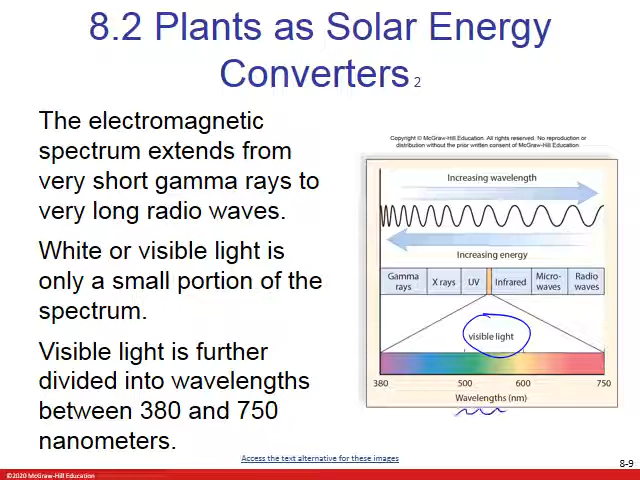 8.2 Plants as Solar Energy
Converters 2
The electromagnetic
spectrum extends from
very short gamma rays to
very long radio waves.
White or visible light is
only a small portion of the
spectrum.
Visible light is further
divided into wavelengths
between 380 and 750
nanometers.
Copyright © McGraw-Hill Education. All rights reserved. No reproduction or
distribution without the prior written consent of McGraw-Hill Education
Increasing wavelength
Increasing energy
Gamma
rays
X rays
UV
Infrared
Micro-
waves
Radio
waves
visible light
380 500 600 750
Wavelengths (nm)
Access the text alternative for these images
8-9
©2020 McGraw-Hill Education